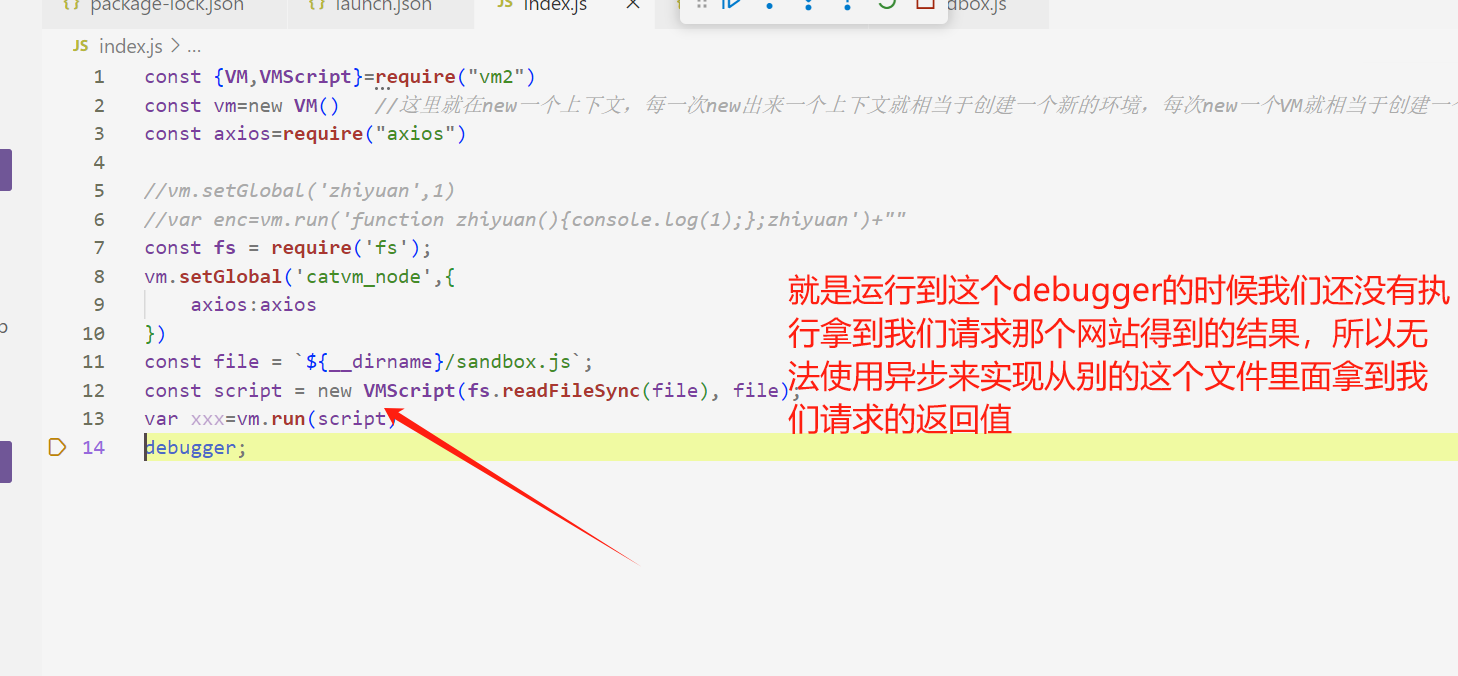 package-lock.json launch.json JS index.js dbox.js
JS index.js > ...
1 const {VM,VMScript}=require("vm2")
2 const vm=new VM() //这里就在new一个上下文，每一次new出来一个上下文就相当于创建一个新的环境，每次new一个VM就相当于创建一
3 const axios=require("axios")
4
5 //vm.setGlobal('zhiyuan',1)
6 //var enc=vm.run('function zhiyuan(){console.log(1);};zhiyuan')+""
7 const fs = require('fs');
8 vm.setGlobal('catvm_node',{
9 axios:axios
10 })
11 const file = `${__dirname}/sandbox.js`;
12 const script = new VMScript(fs.readFileSync(file), file);
13 var xxx=vm.run(script)
14 debugger;
就是运行到这个debugger的时候我们还没有执
行拿到我们请求那个网站得到的结果，所以无
法使用异步来实现从别的这个文件里面拿到我
们请求的返回值